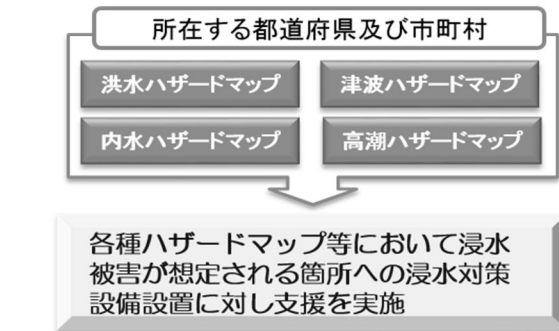 所在する都道府県及び市町村
洪水ハザードマップ
津波ハザードマップ
内水ハザードマップ
高潮ハザードマップ
各種ハザードマップ等において浸水
被害が想定される箇所への浸水対策
設備設置に対し支援を実施